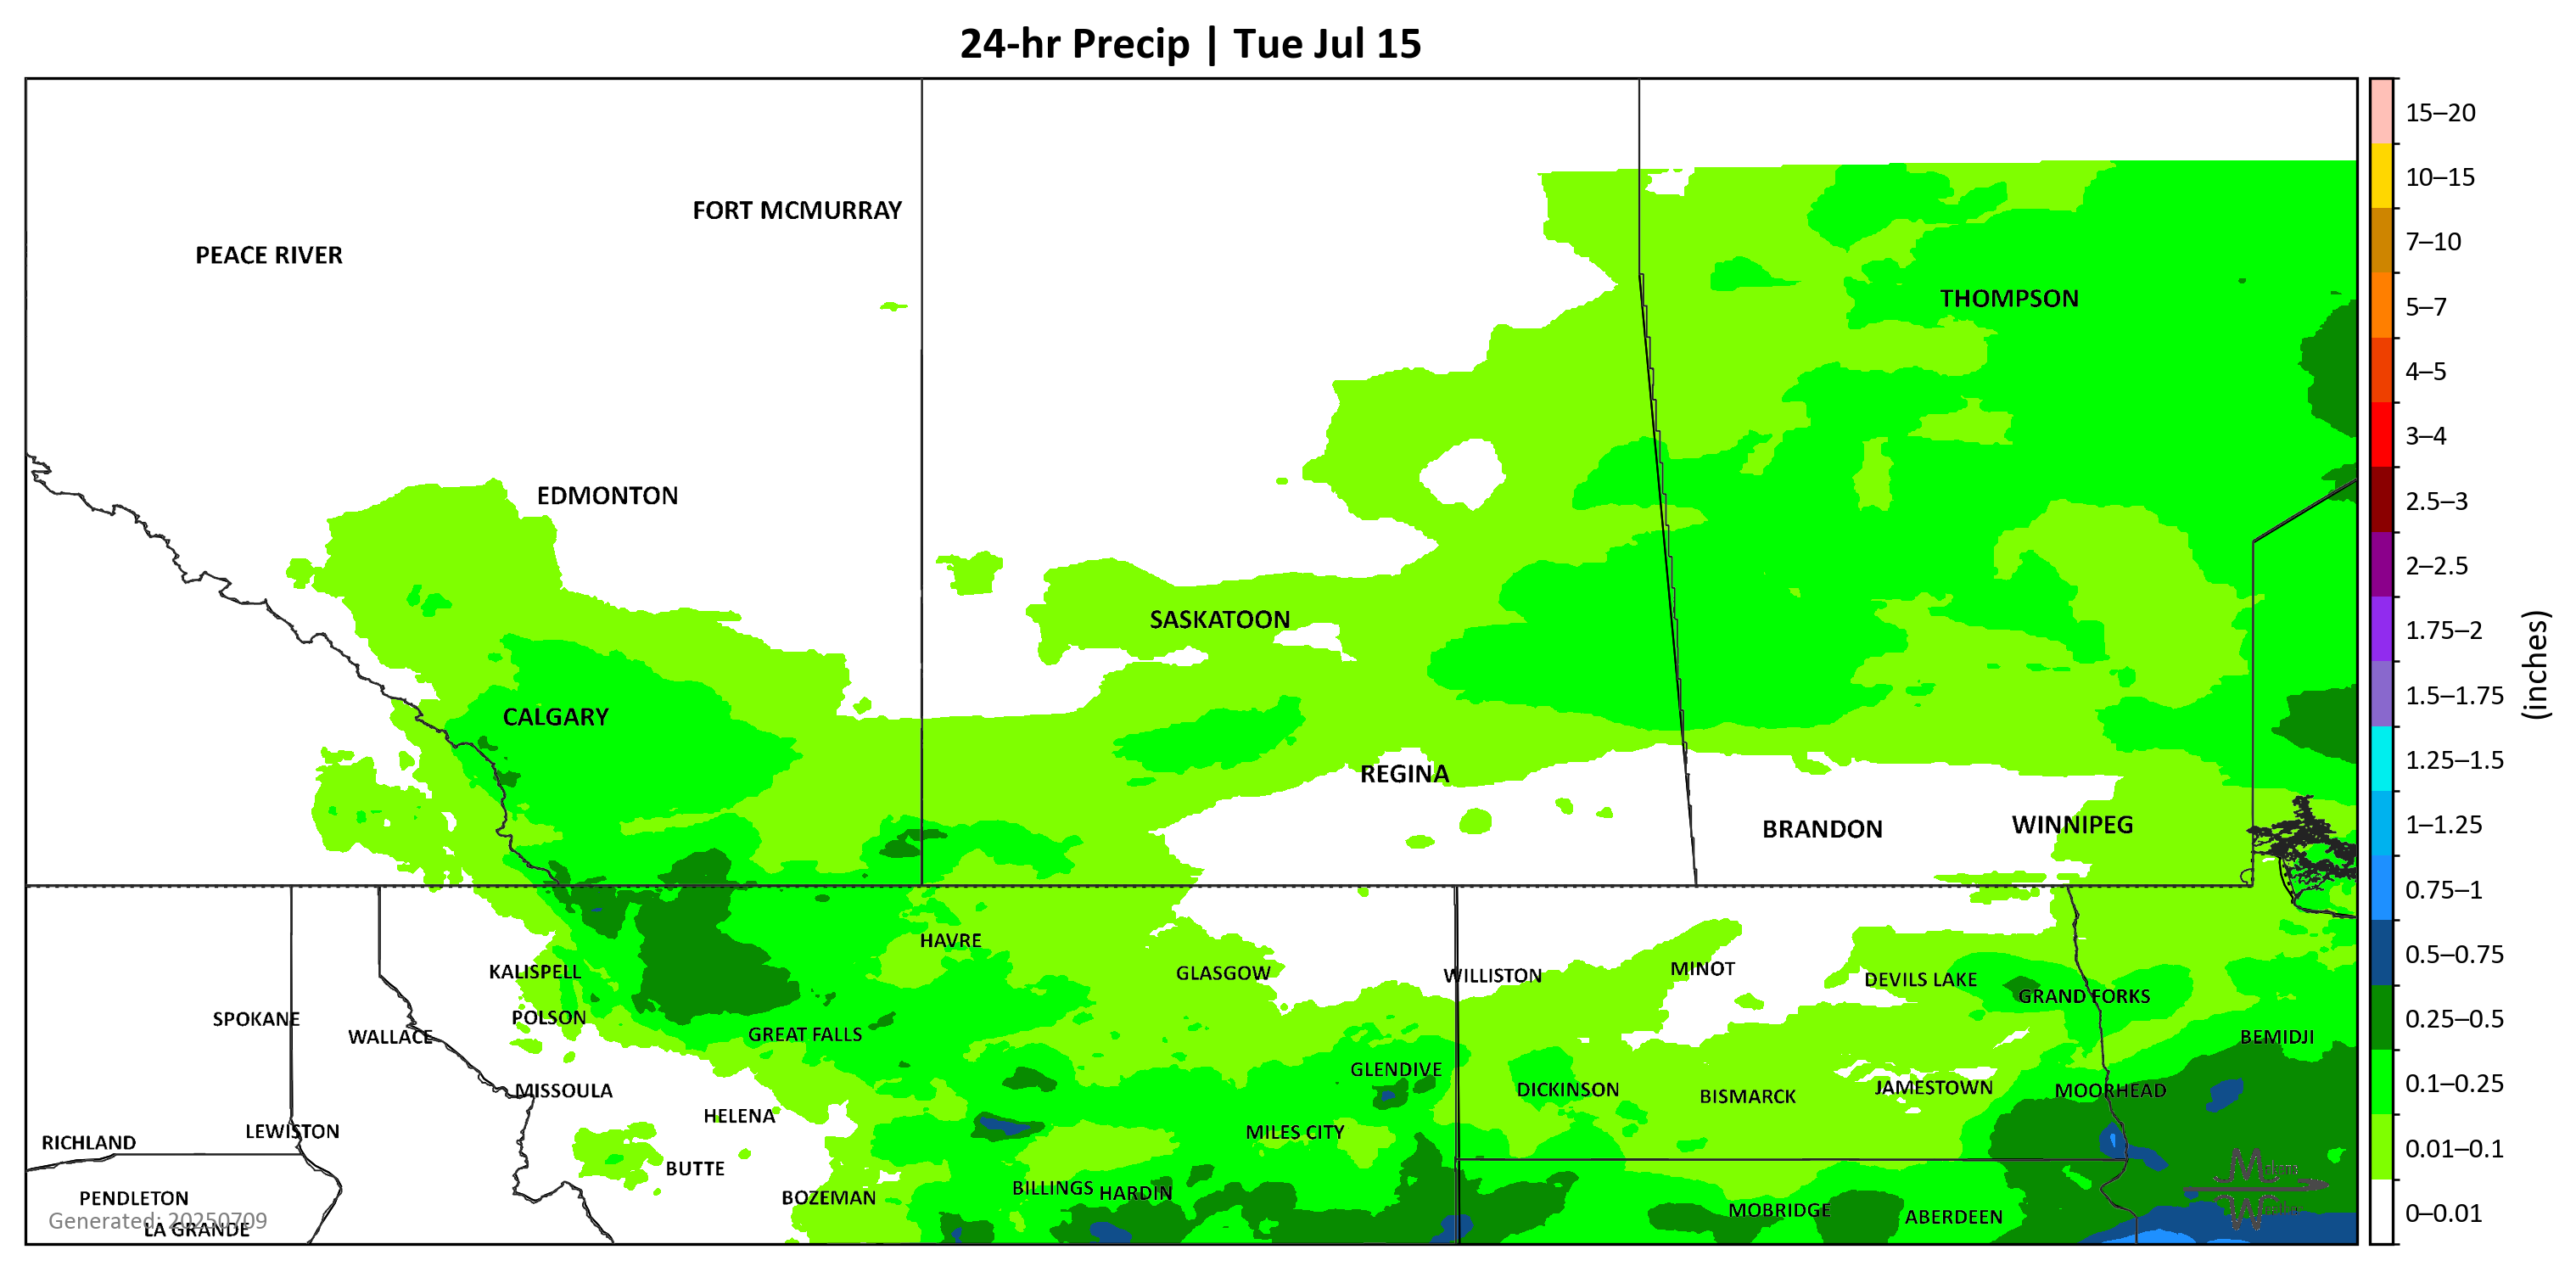 24-hr Precip | Tue Jul 15
FORT MCMURRAY
PEACE RIVER
THOMPSON
EDMONTON
SASKATOON
CALGARY
REGINA
BRANDON
WINNIPEG
HAVRE
KALISPELL
GLASGOW
WILLISTON
MINOT
DEVILS LAKE
GRAND FORKS
SPOKANE
POLSON
WALLACE
GREAT FALLS
BEMIDJI
GLENDIVE
MISSOULA
DICKINSON
BISMARCK
JAMESTOWN
MOORHEAD
HELENA
RICHLAND
LEWISTON
MILES CITY
BUTTE
PENDLETON
BOZEMAN
BILLINGS
HARDIN
MOBRIDGE
ABERDEEN
Generated: 20250709
LA GRANDE
15–20
10–15
7–10
5–7
4–5
3–4
2.5–3
2–2.5
1.75–2
1.5–1.75
1.25–1.5
1–1.25
0.75–1
0.5–0.75
0.25–0.5
0.1–0.25
0.01–0.1
0–0.01
(inches)